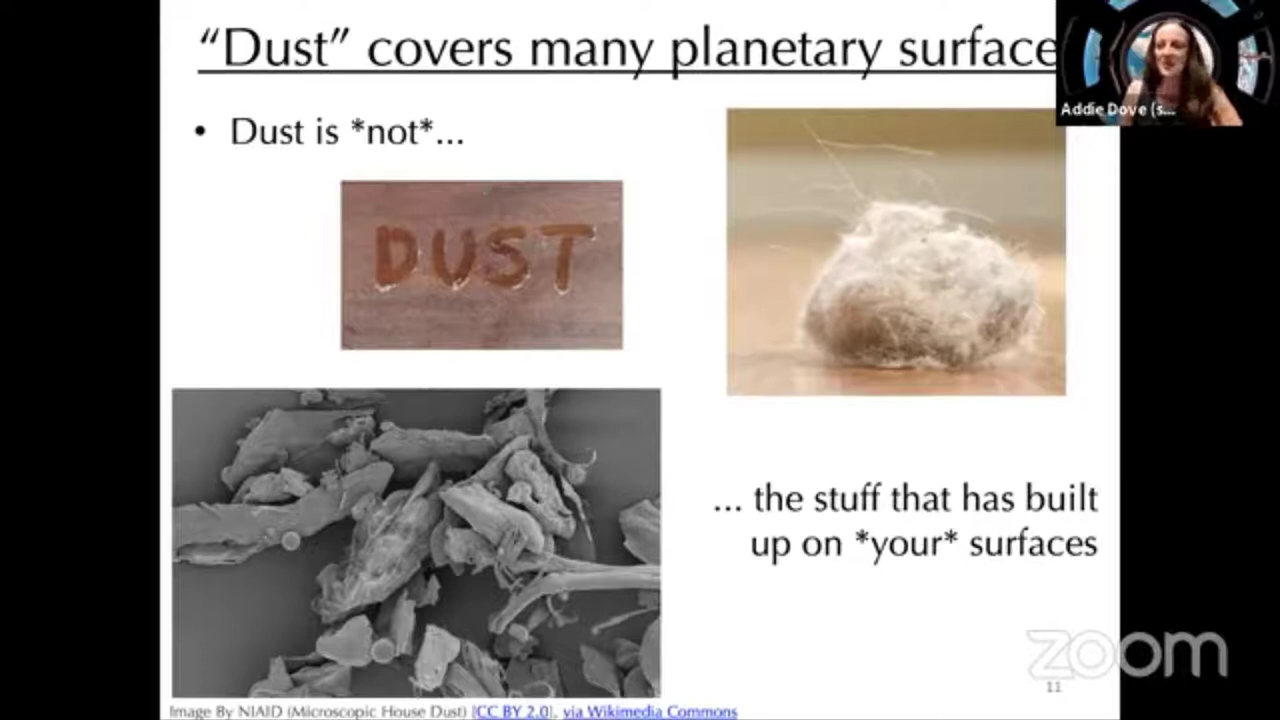 “Dust” covers many planetary surface
Addie Dove (s...
• Dust is *not*...
DUST
... the stuff that has built
up on *your* surfaces
zoom
11
Image By NIAID (Microscopic House Dust) [CC BY 2.0], via Wikimedia Commons